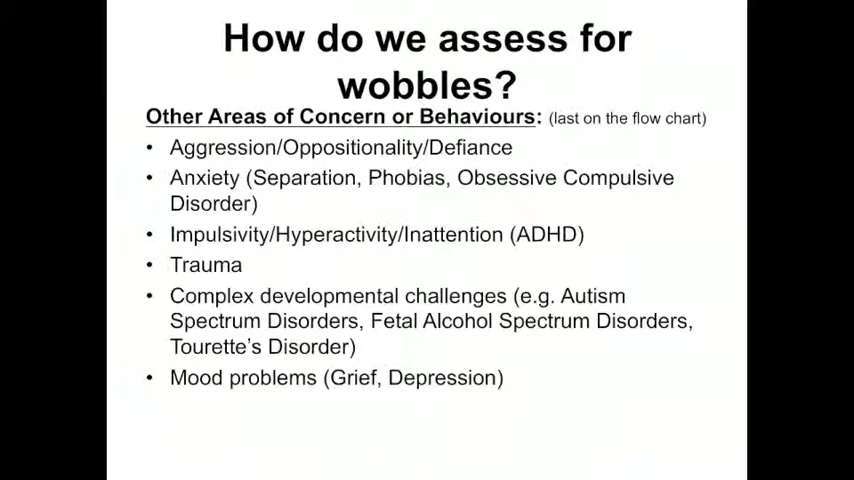 How do we assess for
wobbles?
Other Areas of Concern or Behaviours: (last on the flow chart)
• Aggression/Oppositionality/Defiance
• Anxiety (Separation, Phobias, Obsessive Compulsive
Disorder)
• Impulsivity/Hyperactivity/Inattention (ADHD)
• Trauma
• Complex developmental challenges (e.g. Autism
Spectrum Disorders, Fetal Alcohol Spectrum Disorders,
Tourette's Disorder)
• Mood problems (Grief, Depression)